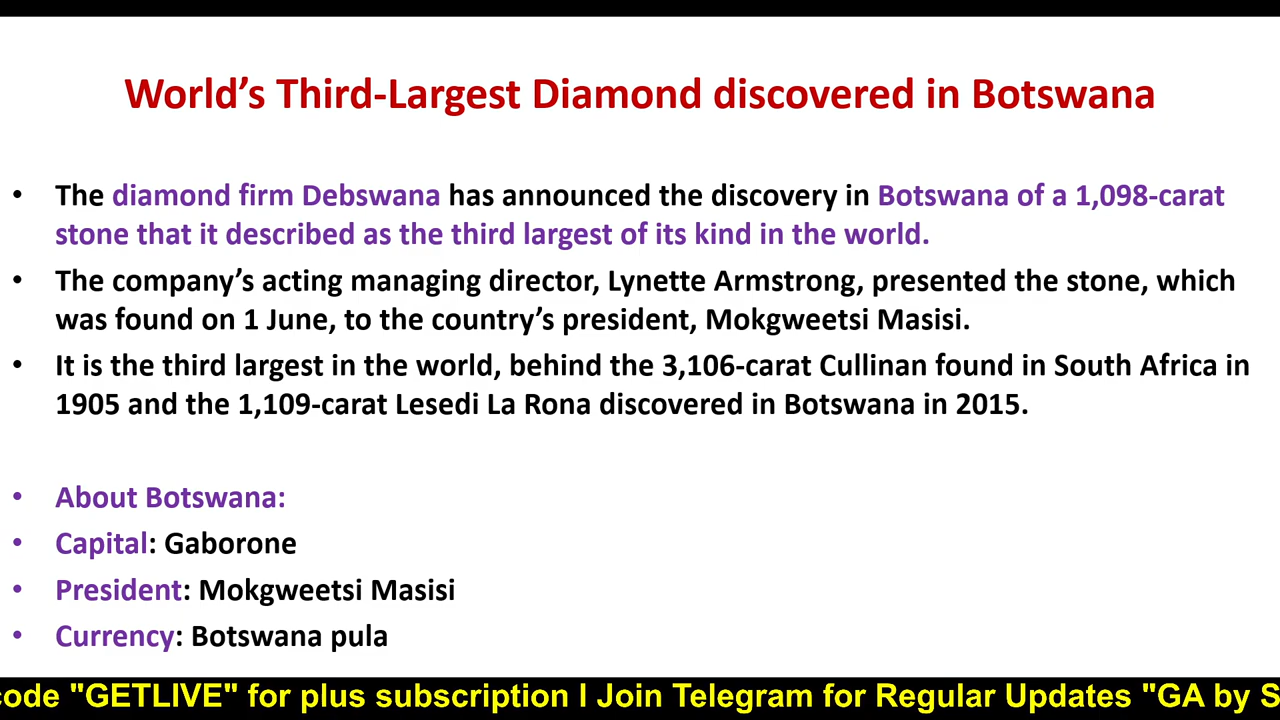 World’s Third-Largest Diamond discovered in Botswana
• The diamond firm Debswana has announced the discovery in Botswana of a 1,098-carat
stone that it described as the third largest of its kind in the world.
• The company’s acting managing director, Lynette Armstrong, presented the stone, which
was found on 1 June, to the country’s president, Mokgweetsi Masisi.
• It is the third largest in the world, behind the 3,106-carat Cullinan found in South Africa in
1905 and the 1,109-carat Lesedi La Rona discovered in Botswana in 2015.
• About Botswana:
• Capital: Gaborone
• President: Mokgweetsi Masisi
• Currency: Botswana pula
code "GETLIVE" for plus subscription I Join Telegram for Regular Updates "GA by S